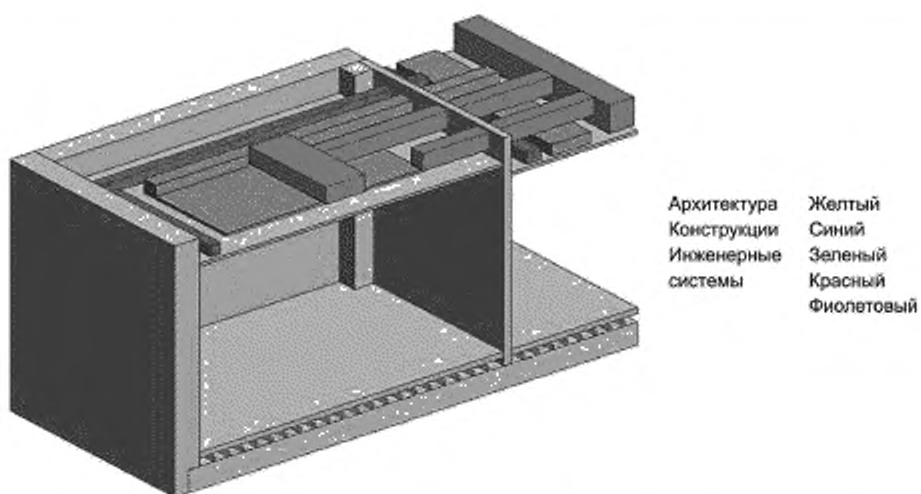 Архитектура Желтый
Конструкции Синий
Инженерные Зеленый
системы Красный
Фиолетовый